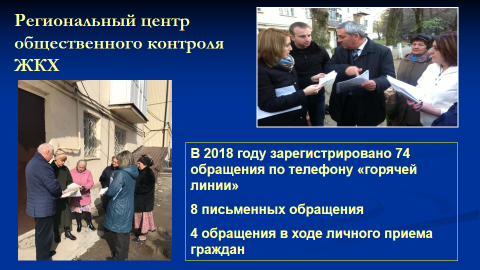 Региональный центр
общественного контроля
ЖКХ
В 2018 году зарегистрировано 74
обращения по телефону «горячей
линии»
8 письменных обращения
4 обращения в ходе личного приема
граждан